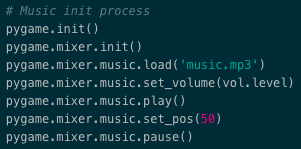 # Music init process
pygame.init()
pygame.mixer.init()
pygame.mixer.music.load('music.mp3')
pygame.mixer.music.set_volume(vol.level)
pygame.mixer.music.play()
pygame.mixer.music.set_pos(50)
pygame.mixer.music.pause()